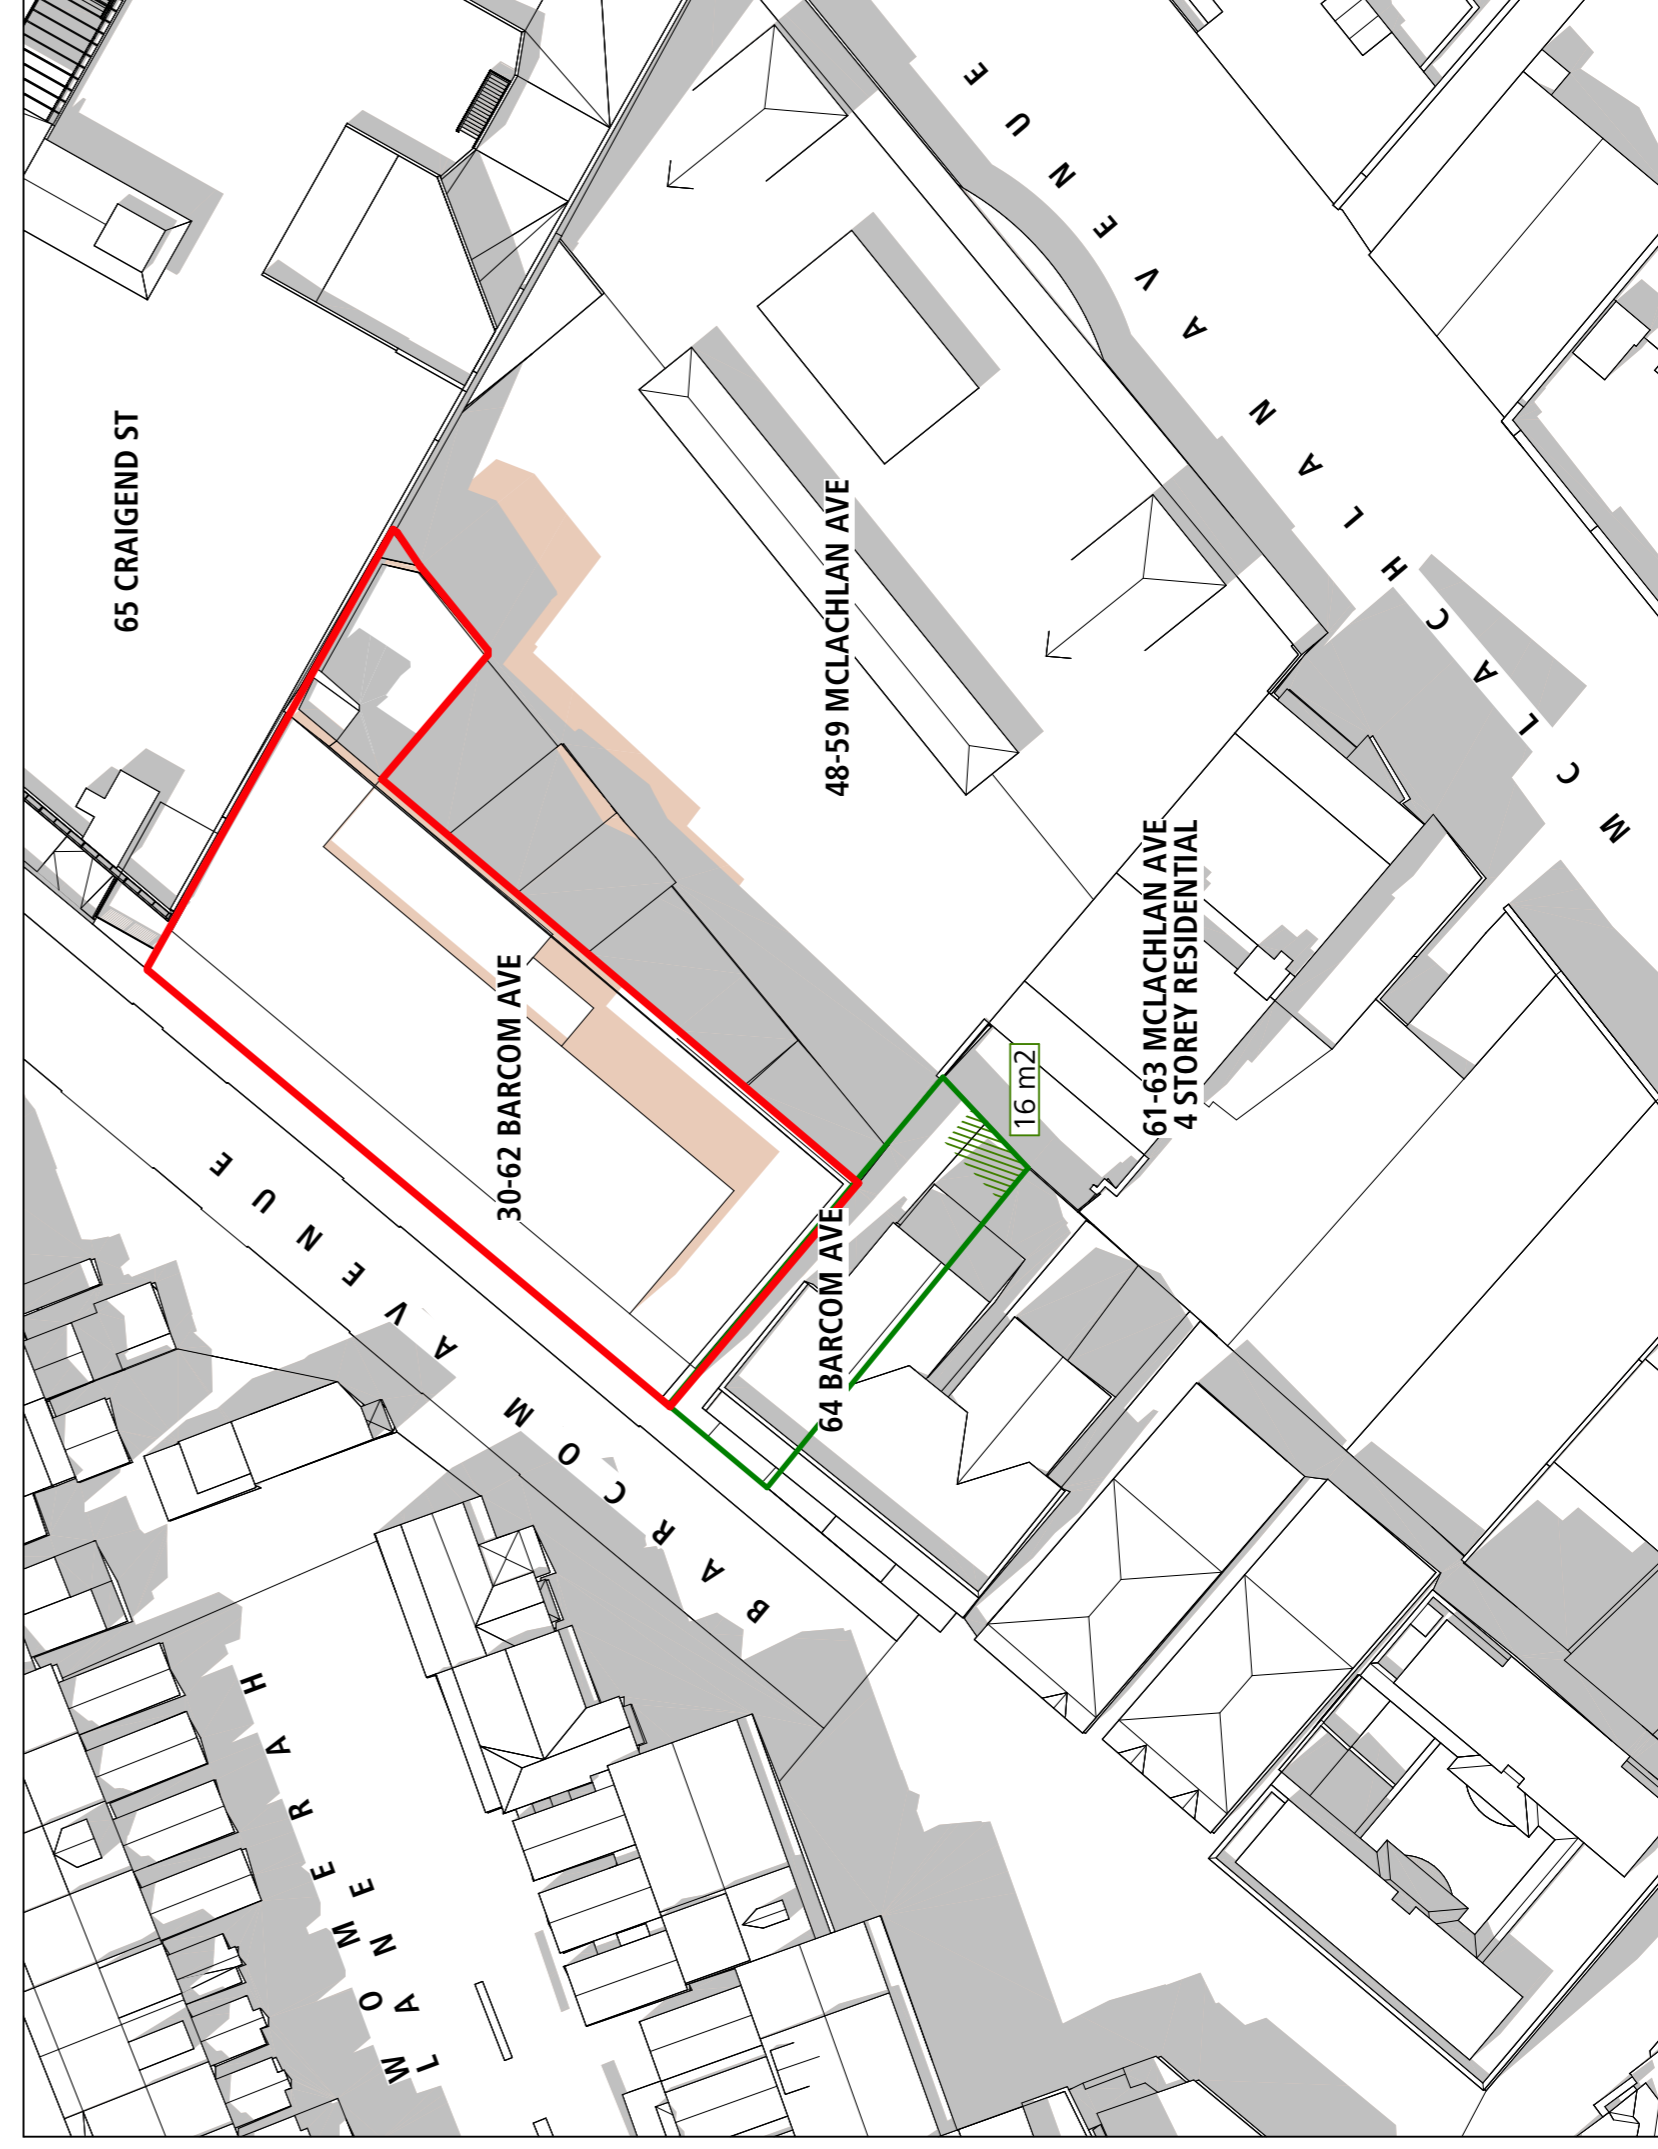 65 CRAIGEND ST
30-62 BARCOM AVE
48-59 MCLACHLAN AVE
64 BARCOM AVE
16 m2
61-63 MCLACHLAN AVE
4 STOREY RESIDENTIAL
BARCOM AVENUE
MCLACHLAN AVENUE
WOOMERAH
LANE